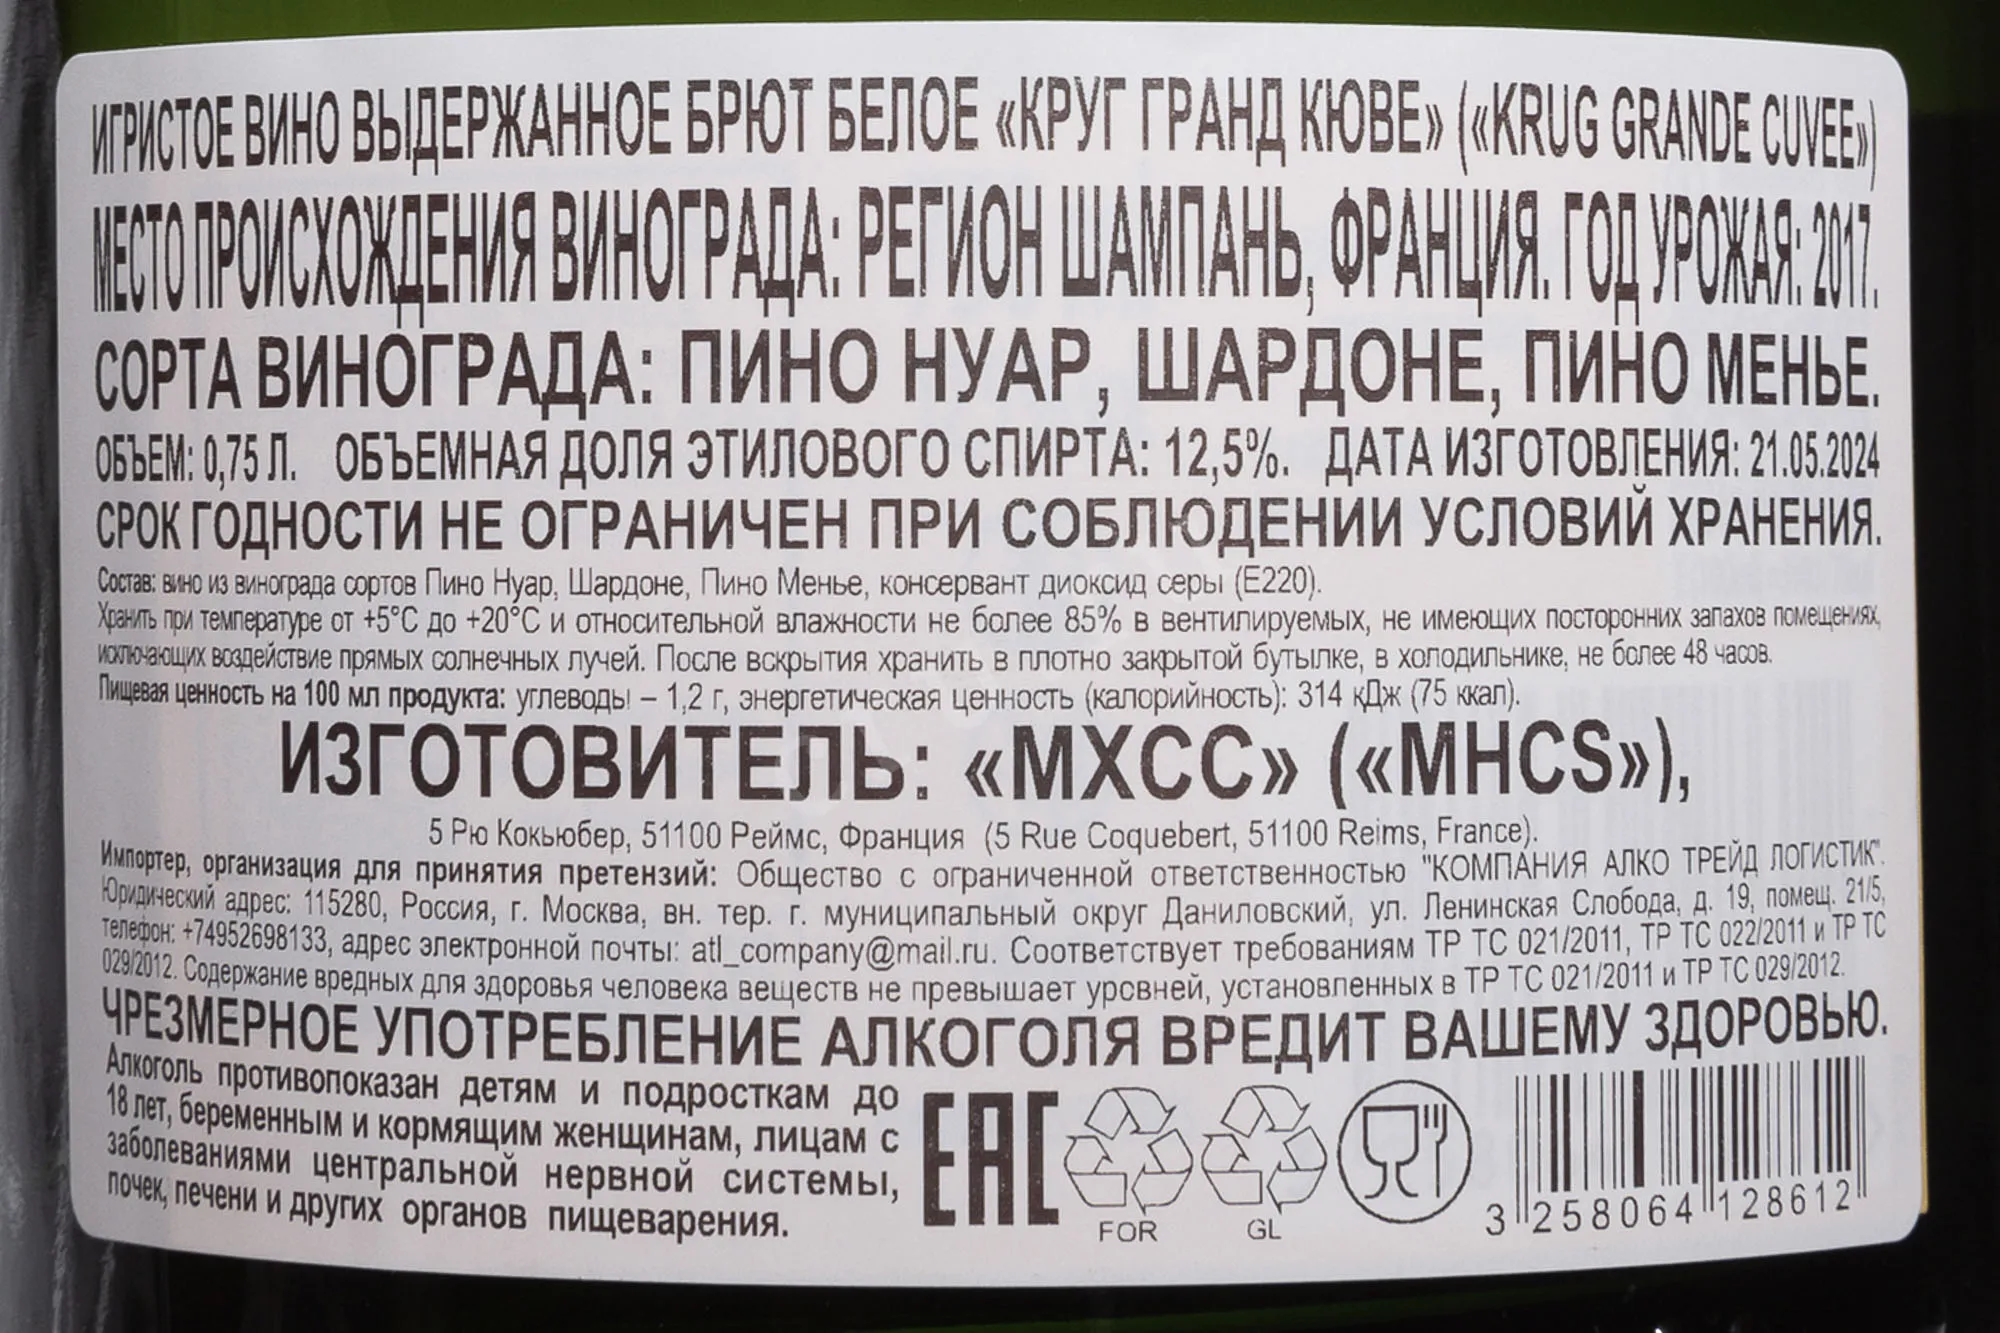 ИГРИСТОЕ ВИНО ВЫДЕРЖАННОЕ БРЮТ БЕЛОЕ «КРУГ ГРАНД КЮВЕ» («KRUG GRANDE CUVEE»)
МЕСТО ПРОИСХОЖДЕНИЯ ВИНОГРАДА: РЕГИОН ШАМПАНЬ, ФРАНЦИЯ. ГОД УРОЖАЯ: 2017.
СОРТА ВИНОГРАДА: ПИНО НУАР, ШАРДОНЕ, ПИНО МЕНЬЕ.
ОБЪЕМ: 0,75 Л. ОБЪЕМНАЯ ДОЛЯ ЭТИЛОВОГО СПИРТА: 12,5%. ДАТА ИЗГОТОВЛЕНИЯ: 21.05.2024
СРОК ГОДНОСТИ НЕ ОГРАНИЧЕН ПРИ СОБЛЮДЕНИИ УСЛОВИЙ ХРАНЕНИЯ.
Состав: вино из винограда сортов Пино Нуар, Шардоне, Пино Менье, консервант диоксид серы (Е220).
Хранить при температуре от +5°С до +20°С и относительной влажности не более 85% в вентилируемых, не имеющих посторонних запахов помещениях,
исключающих воздействие прямых солнечных лучей. После вскрытия хранить в плотно закрытой бутылке, в холодильнике, не более 48 часов.
Пищевая ценность на 100 мл продукта: углеводы – 1,2 г, энергетическая ценность (калорийность): 314 кДж (75 ккал).
ИЗГОТОВИТЕЛЬ: «МХСС» («MHCS»),
5 Рю Кокьюбер, 51100 Реймс, Франция (5 Rue Coquebert, 51100 Reims, France).
Импортер, организация для принятия претензий: Общество с ограниченной ответственностью "КОМПАНИЯ АЛКО ТРЕЙД ЛОГИСТИК".
Юридический адрес: 115280, Россия, г. Москва, вн. тер. г. муниципальный округ Даниловский, ул. Ленинская Слобода, д. 19, помещ. 21/5,
телефон: +74952698133, адрес электронной почты: atl_company@mail.ru. Соответствует требованиям ТР ТС 021/2011, ТР ТС 022/2011 и ТР ТС
029/2012. Содержание вредных для здоровья человека веществ не превышает уровней, установленных в ТР ТС 021/2011 и ТР ТС 029/2012.
ЧРЕЗМЕРНОЕ УПОТРЕБЛЕНИЕ АЛКОГОЛЯ ВРЕДИТ ВАШЕМУ ЗДОРОВЬЮ.
Алкоголь противопоказан детям и подросткам до
18 лет, беременным и кормящим женщинам, лицам с
заболеваниями центральной нервной системы,
почек, печени и других органов пищеварения.
EAC
FOR
GL
3 258064 128612